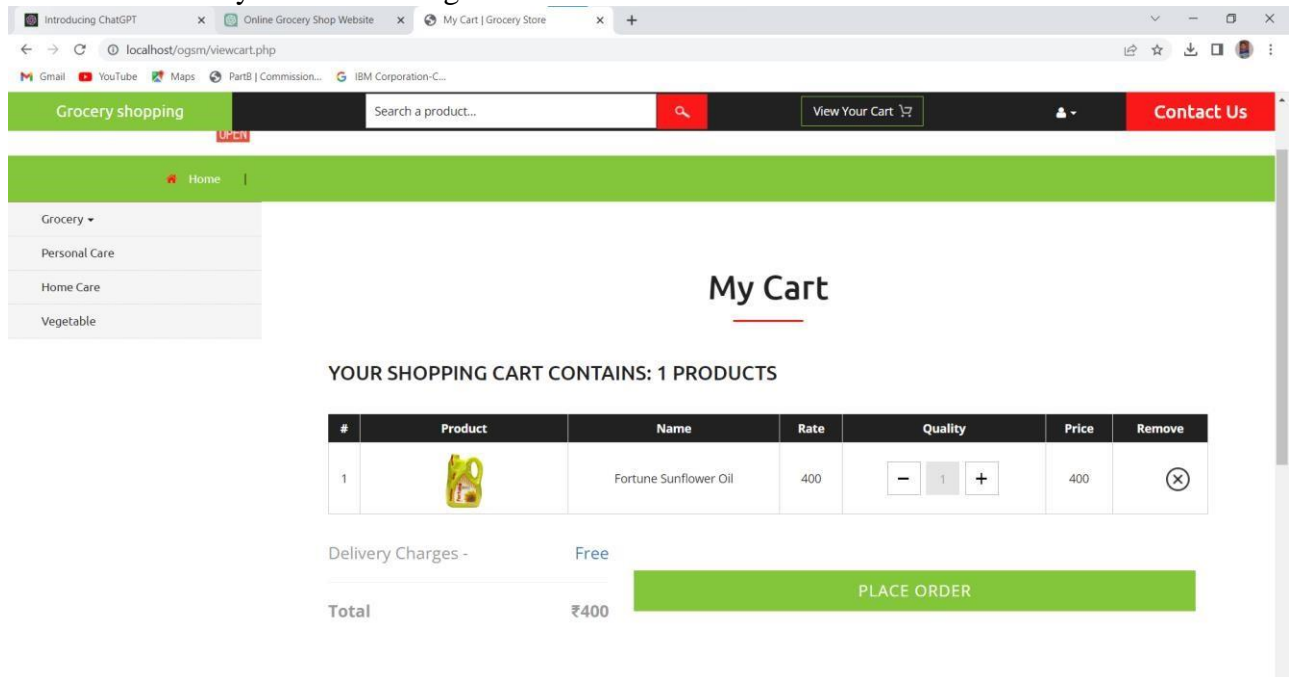 Introducing ChatGPT Online Grocery Shop Website My Cart | Grocery Store
localhost/ogsm/viewcart.php
Gmail YouTube Maps PartB | Commission... IBM Corporation-C...
Grocery shopping Search a product... View Your Cart Contact Us
OPEN
Home |
Grocery
Personal Care
Home Care
Vegetable
My Cart
YOUR SHOPPING CART CONTAINS: 1 PRODUCTS
# Product Name Rate Quality Price Remove
1 Fortune Sunflower Oil 400 1 400
Delivery Charges - Free
PLACE ORDER
Total ₹400